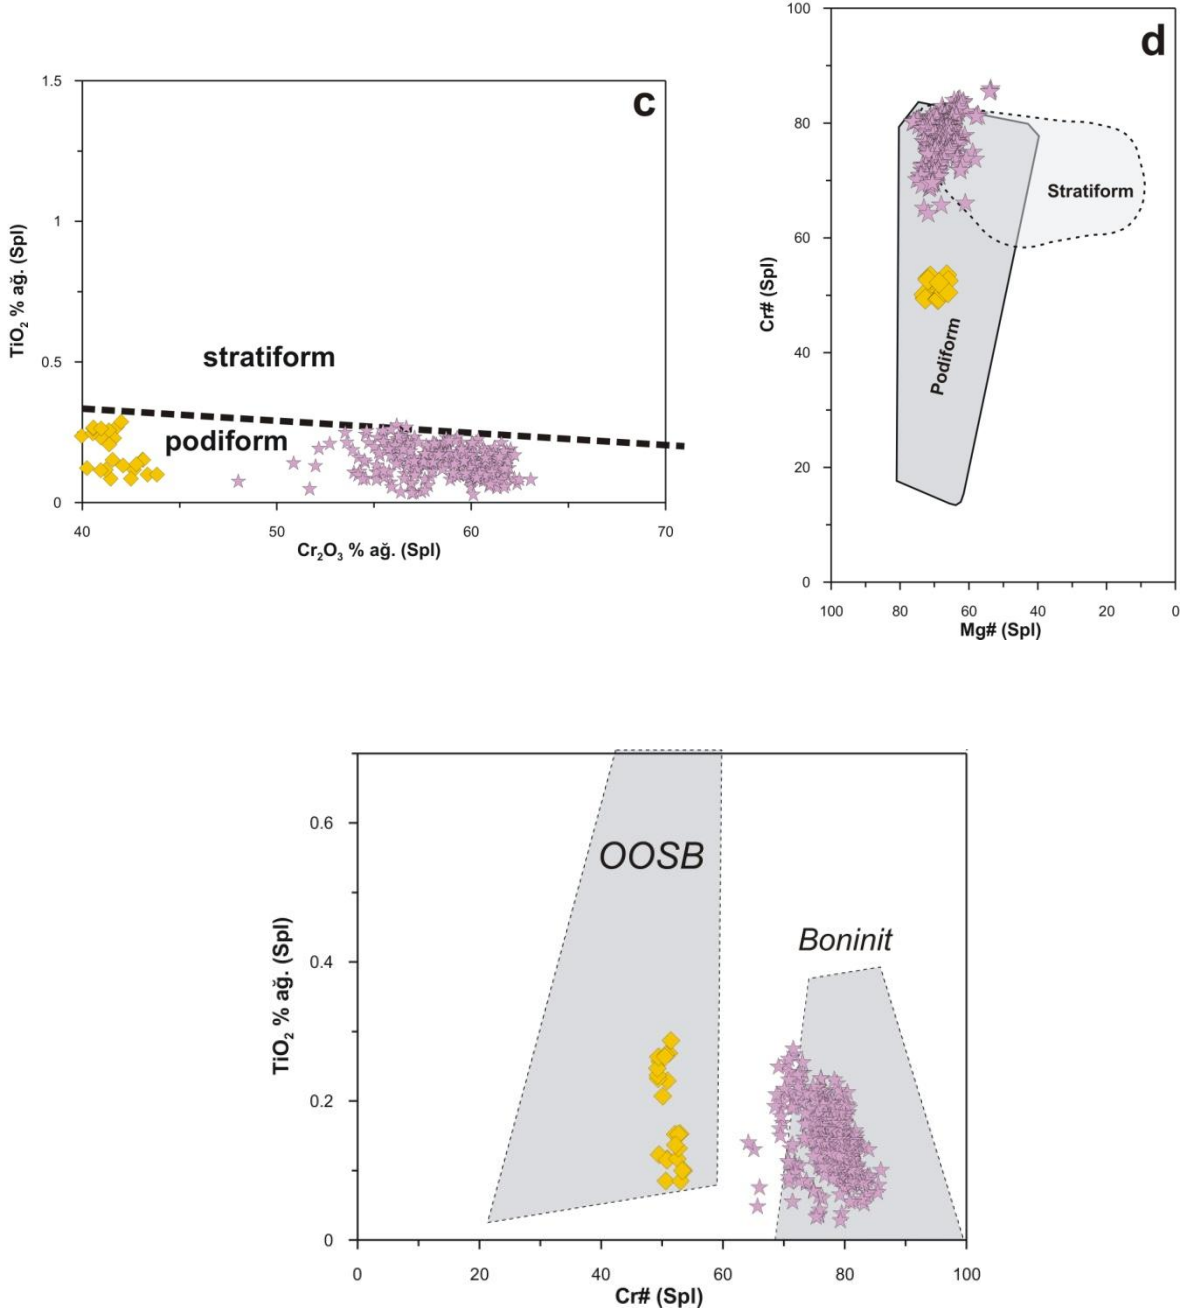 c
1.5
1
0.5
0
TiO2 % ağ. (Spl)
stratiform
podiform
40
50
60
70
Cr2O3 % ağ. (Spl)
d
100
80
60
40
20
0
Cr# (Spl)
Stratiform
Podiform
100
80
60
40
20
0
Mg# (Spl)
0.6
0.4
0.2
0
TiO2 % ağ. (Spl)
OOSB
Boninit
0
20
40
60
80
100
Cr# (Spl)